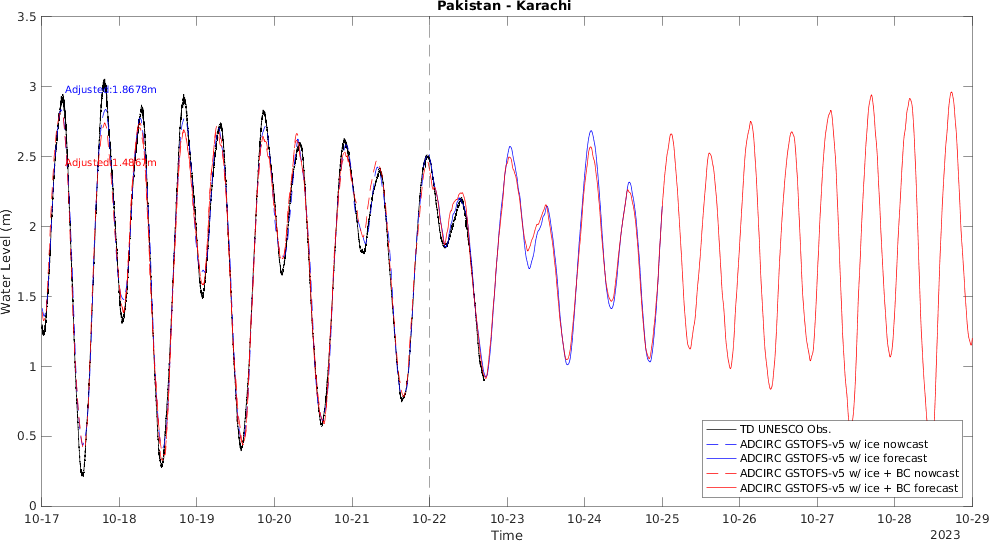 Pakistan - Karachi
3.5
3
2.5
2
1.5
1
0.5
0
Water Level (m)
Adjusted:1.8678m
Adjusted:1.4867m
10-17
10-18
10-19
10-20
10-21
10-22
10-23
10-24
10-25
10-26
10-27
10-28
10-29
Time
2023
TD UNESCO Obs.
ADCIRC GSTOFS-v5 w/ ice nowcast
ADCIRC GSTOFS-v5 w/ ice forecast
ADCIRC GSTOFS-v5 w/ ice + BC nowcast
ADCIRC GSTOFS-v5 w/ ice + BC forecast